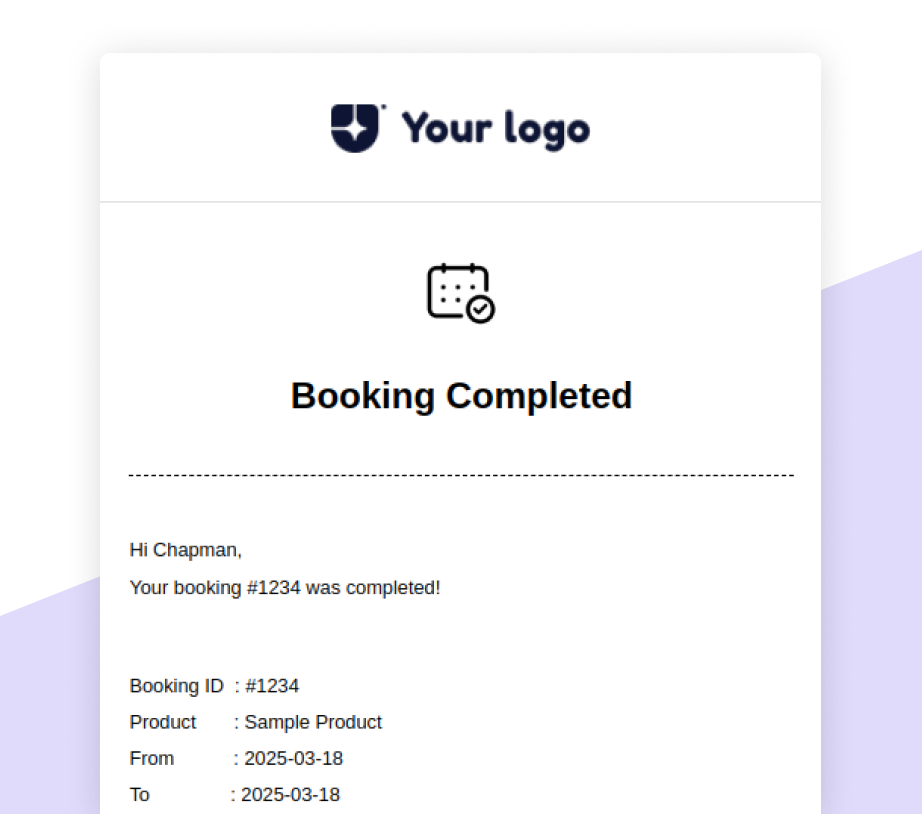 Your logo
Booking Completed
Hi Chapman,
Your booking #1234 was completed!
Booking ID : #1234
Product : Sample Product
From : 2025-03-18
To : 2025-03-18